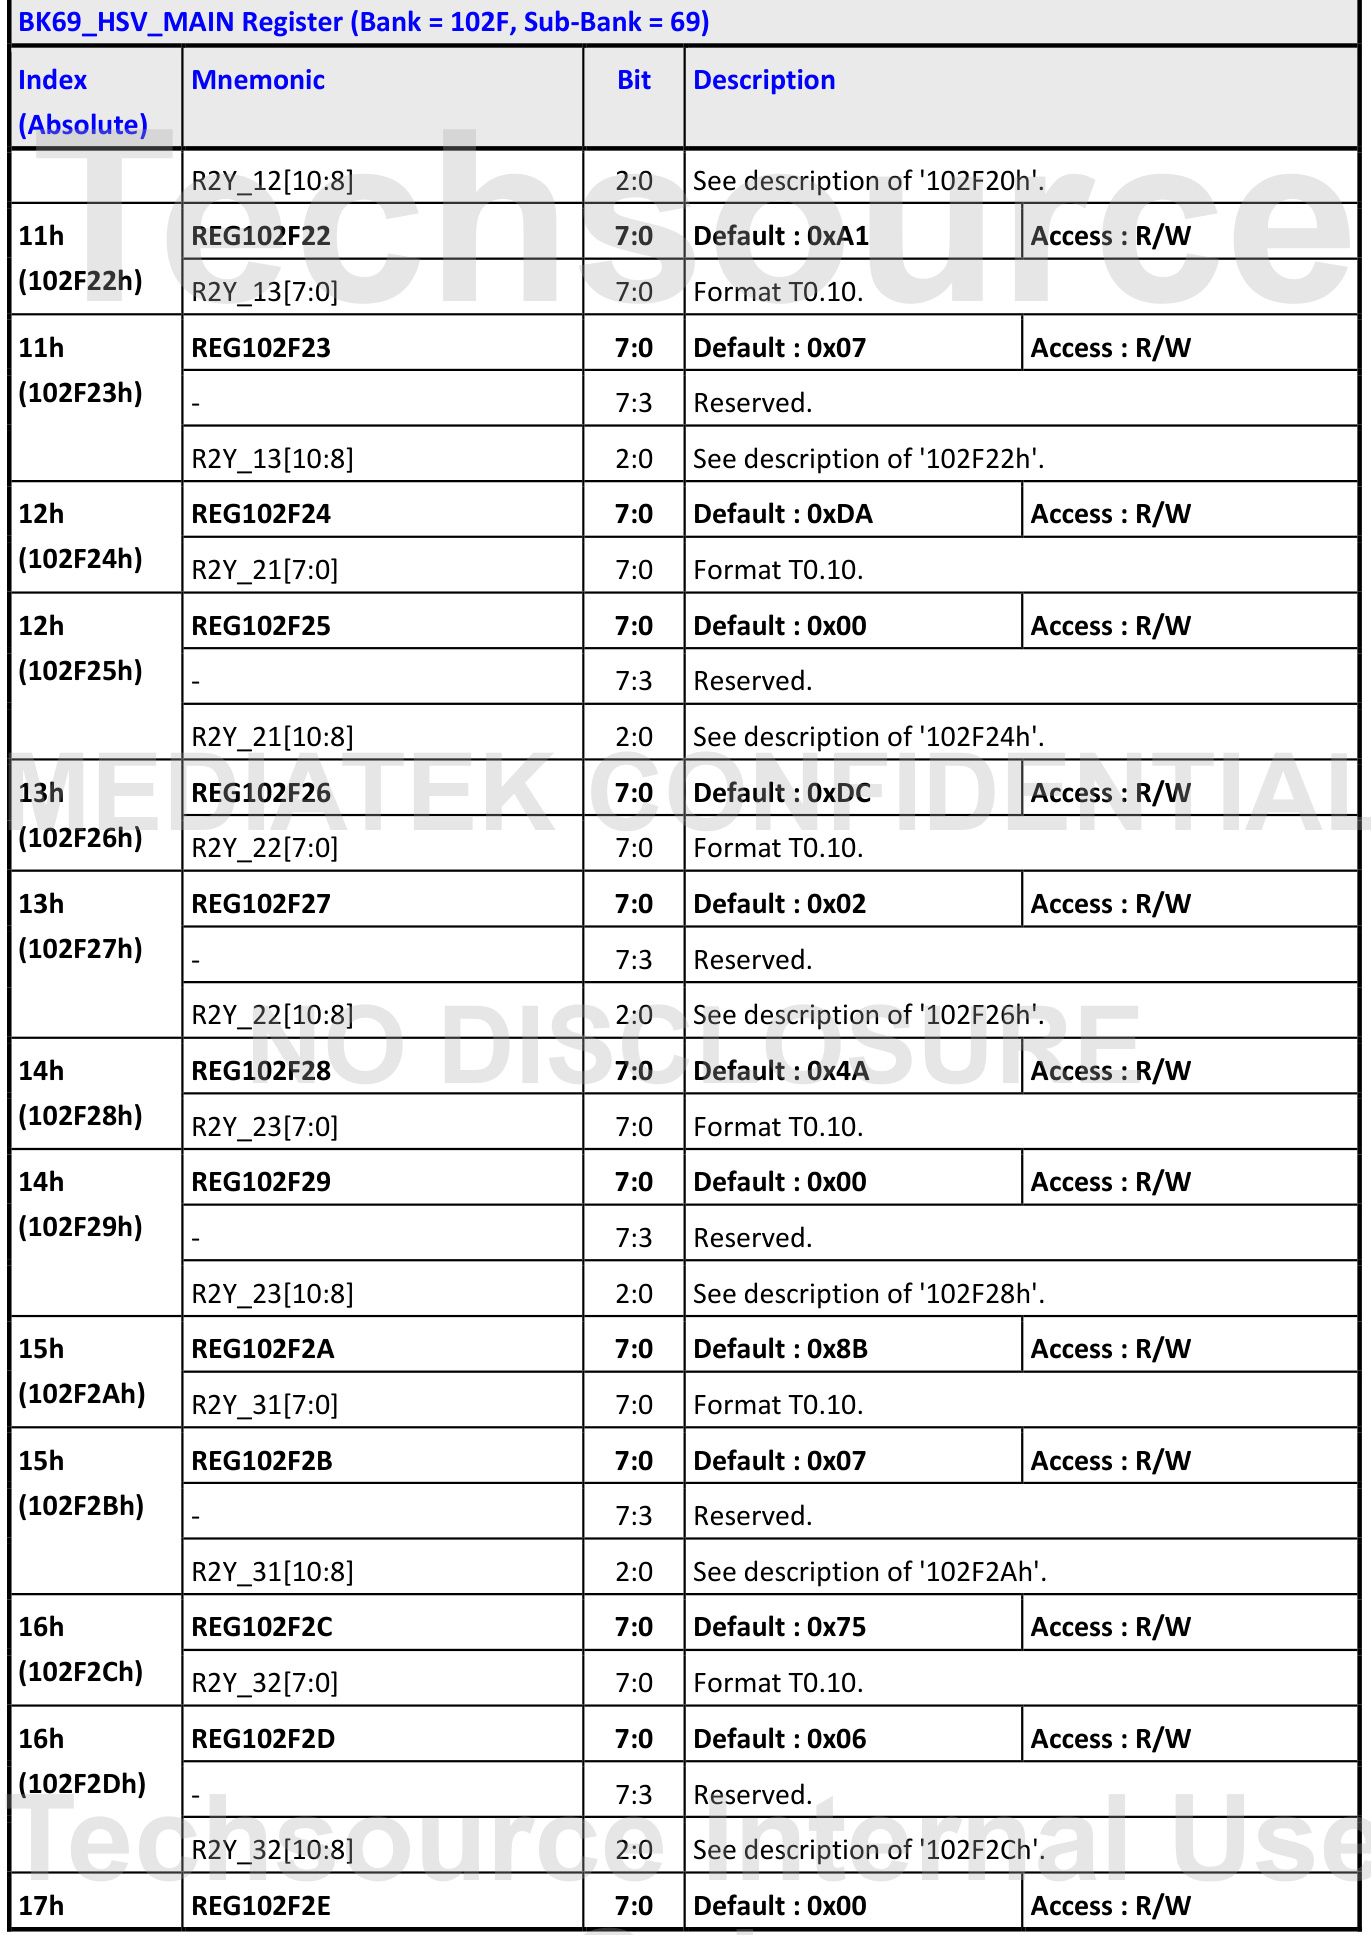 BK69_HSV_MAIN Register (Bank = 102F, Sub-Bank = 69)
Index (Absolute) Mnemonic Bit Description
R2Y_12[10:8] 2:0 See description of '102F20h'.
11h (102F22h) REG102F22 7:0 Default : 0xA1 Access : R/W
R2Y_13[7:0] 7:0 Format T0.10.
11h (102F23h) REG102F23 7:0 Default : 0x07 Access : R/W
- 7:3 Reserved.
R2Y_13[10:8] 2:0 See description of '102F22h'.
12h (102F24h) REG102F24 7:0 Default : 0xDA Access : R/W
R2Y_21[7:0] 7:0 Format T0.10.
12h (102F25h) REG102F25 7:0 Default : 0x00 Access : R/W
- 7:3 Reserved.
R2Y_21[10:8] 2:0 See description of '102F24h'.
13h (102F26h) REG102F26 7:0 Default : 0xDC Access : R/W
R2Y_22[7:0] 7:0 Format T0.10.
13h (102F27h) REG102F27 7:0 Default : 0x02 Access : R/W
- 7:3 Reserved.
R2Y_22[10:8] 2:0 See description of '102F26h'.
14h (102F28h) REG102F28 7:0 Default : 0x4A Access : R/W
R2Y_23[7:0] 7:0 Format T0.10.
14h (102F29h) REG102F29 7:0 Default : 0x00 Access : R/W
- 7:3 Reserved.
R2Y_23[10:8] 2:0 See description of '102F28h'.
15h (102F2Ah) REG102F2A 7:0 Default : 0x8B Access : R/W
R2Y_31[7:0] 7:0 Format T0.10.
15h (102F2Bh) REG102F2B 7:0 Default : 0x07 Access : R/W
- 7:3 Reserved.
R2Y_31[10:8] 2:0 See description of '102F2Ah'.
16h (102F2Ch) REG102F2C 7:0 Default : 0x75 Access : R/W
R2Y_32[7:0] 7:0 Format T0.10.
16h (102F2Dh) REG102F2D 7:0 Default : 0x06 Access : R/W
- 7:3 Reserved.
R2Y_32[10:8] 2:0 See description of '102F2Ch'.
17h REG102F2E 7:0 Default : 0x00 Access : R/W
Techsource
MEDIATEK CONFIDENTIAL
NO DISCLOSURE
Techsource Internal Use